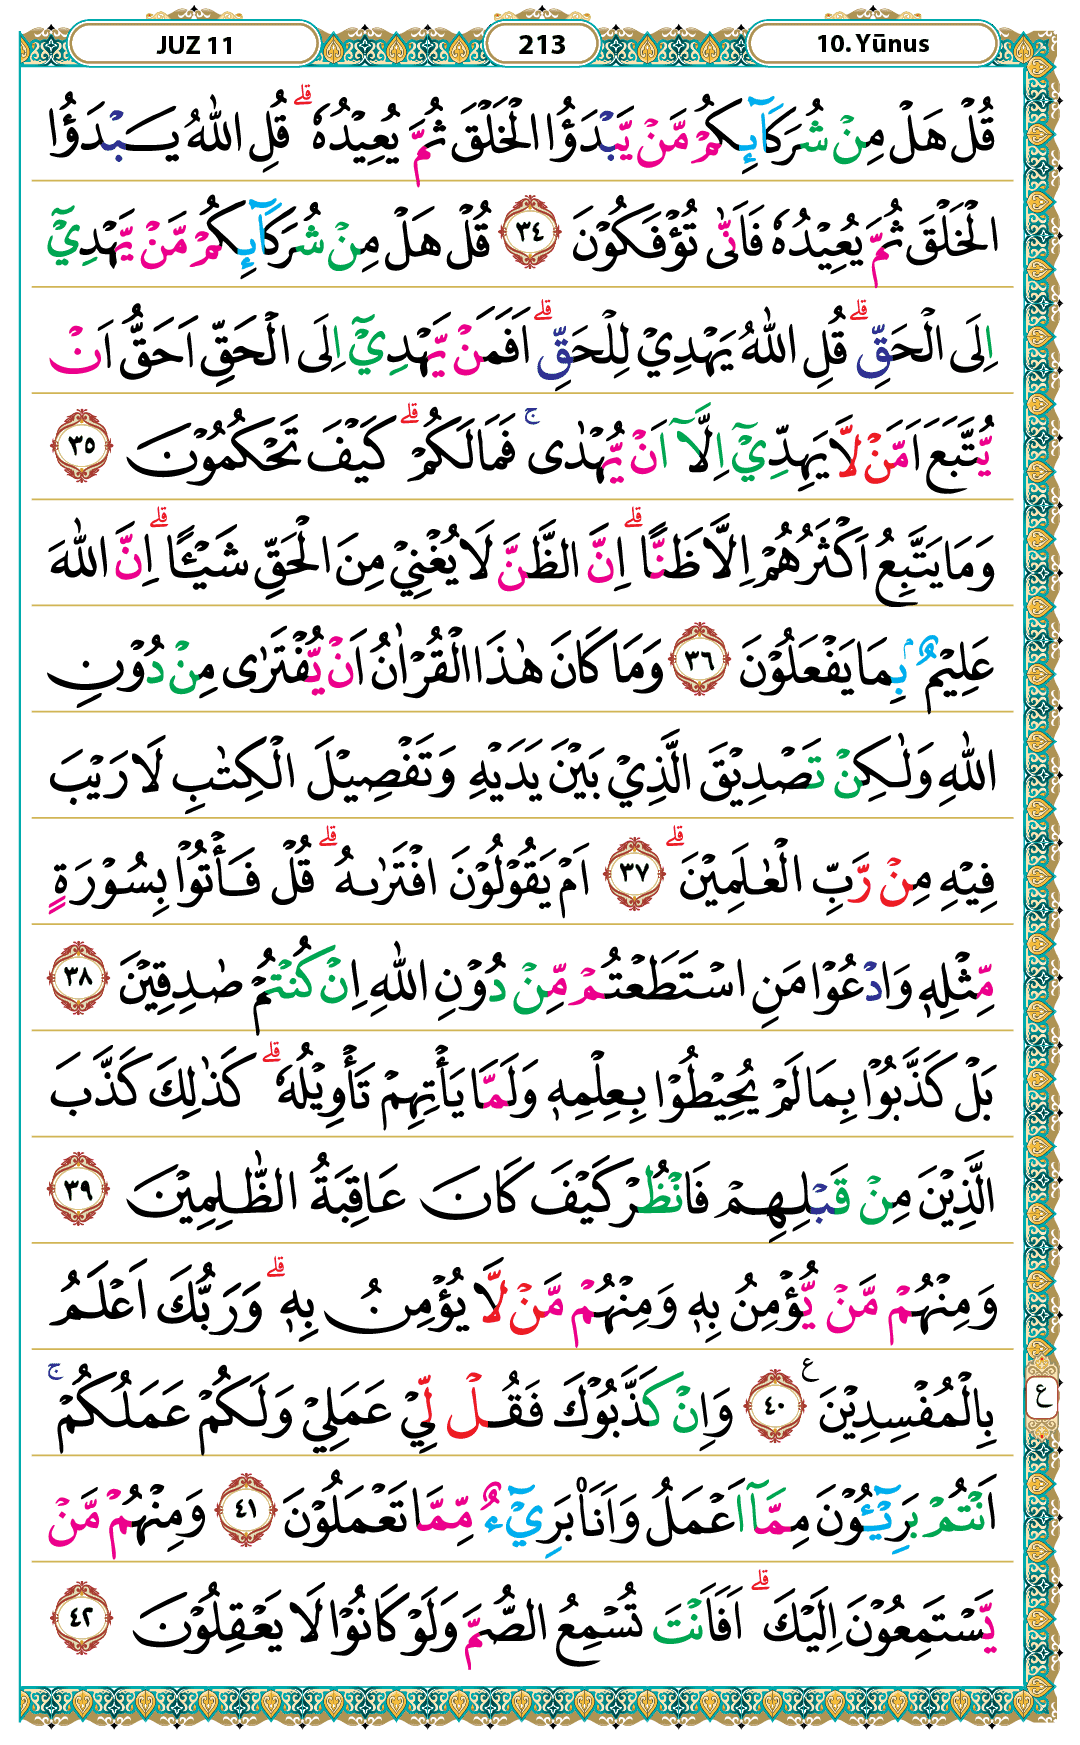 JUZ 11 213 10. Yūnus
قُلْ هَلْ مِنْ شُرَكَاۤىِٕكُمْ مَّنْ يَّبْدَؤُا الْخَلْقَ ثُمَّ يُعِيْدُهٗ ۗ قُلِ اللّٰهُ يَبْدَؤُا
الْخَلْقَ ثُمَّ يُعِيْدُهٗ فَاَنّٰى تُؤْفَكُوْنَ ٣٤ قُلْ هَلْ مِنْ شُرَكَاۤىِٕكُمْ مَّنْ يَّهْدِيْٓ
اِلَى الْحَقِّ ۗ قُلِ اللّٰهُ يَهْدِيْ لِلْحَقِّ ۗ اَفَمَنْ يَّهْدِيْٓ اِلَى الْحَقِّ اَحَقُّ اَنْ
يُّتَّبَعَ اَمَّنْ لَّا يَهِدِّيْٓ اِلَّآ اَنْ يُّهْدٰى ۚ فَمَا لَكُمْ ۗ كَيْفَ تَحْكُمُوْنَ ٣٥
وَمَا يَتَّبِعُ اَكْثَرُهُمْ اِلَّا ظَنًّا ۗ اِنَّ الظَّنَّ لَا يُغْنِيْ مِنَ الْحَقِّ شَيْـًٔا ۗ اِنَّ اللّٰهَ
عَلِيْمٌ ۢ بِمَا يَفْعَلُوْنَ ٣٦ وَمَا كَانَ هٰذَا الْقُرْاٰنُ اَنْ يُّفْتَرٰى مِنْ دُوْنِ
اللّٰهِ وَلٰكِنْ تَصْدِيْقَ الَّذِيْ بَيْنَ يَدَيْهِ وَتَفْصِيْلَ الْكِتٰبِ لَا رَيْبَ
فِيْهِ مِنْ رَّبِّ الْعٰلَمِيْنَ ۗ ٣٧ اَمْ يَقُوْلُوْنَ افْتَرٰىهُ ۗ قُلْ فَأْتُوْا بِسُوْرَةٍ
مِّثْلِهٖ وَادْعُوْا مَنِ اسْتَطَعْتُمْ مِّنْ دُوْنِ اللّٰهِ اِنْ كُنْتُمْ صٰدِقِيْنَ ٣٨
بَلْ كَذَّبُوْا بِمَا لَمْ يُحِيْطُوْا بِعِلْمِهٖ وَلَمَّا يَأْتِهِمْ تَأْوِيْلُهٗ ۗ كَذٰلِكَ كَذَّبَ
الَّذِيْنَ مِنْ قَبْلِهِمْ فَانْظُرْ كَيْفَ كَانَ عَاقِبَةُ الظّٰلِمِيْنَ ٣٩
وَمِنْهُمْ مَّنْ يُّؤْمِنُ بِهٖ وَمِنْهُمْ مَّنْ لَّا يُؤْمِنُ بِهٖ ۗ وَرَبُّكَ اَعْلَمُ
بِالْمُفْسِدِيْنَ ع ٤٠ وَاِنْ كَذَّبُوْكَ فَقُلْ لِّيْ عَمَلِيْ وَلَكُمْ عَمَلُكُمْ ۚ
اَنْتُمْ بَرِيْۤـُٔوْنَ مِمَّآ اَعْمَلُ وَاَنَا۠ بَرِيْۤءٌ مِّمَّا تَعْمَلُوْنَ ٤١ وَمِنْهُمْ مَّنْ
يَّسْتَمِعُوْنَ اِلَيْكَ ۗ اَفَاَنْتَ تُسْمِعُ الصُّمَّ وَلَوْ كَانُوْا لَا يَعْقِلُوْنَ ٤٢
ع